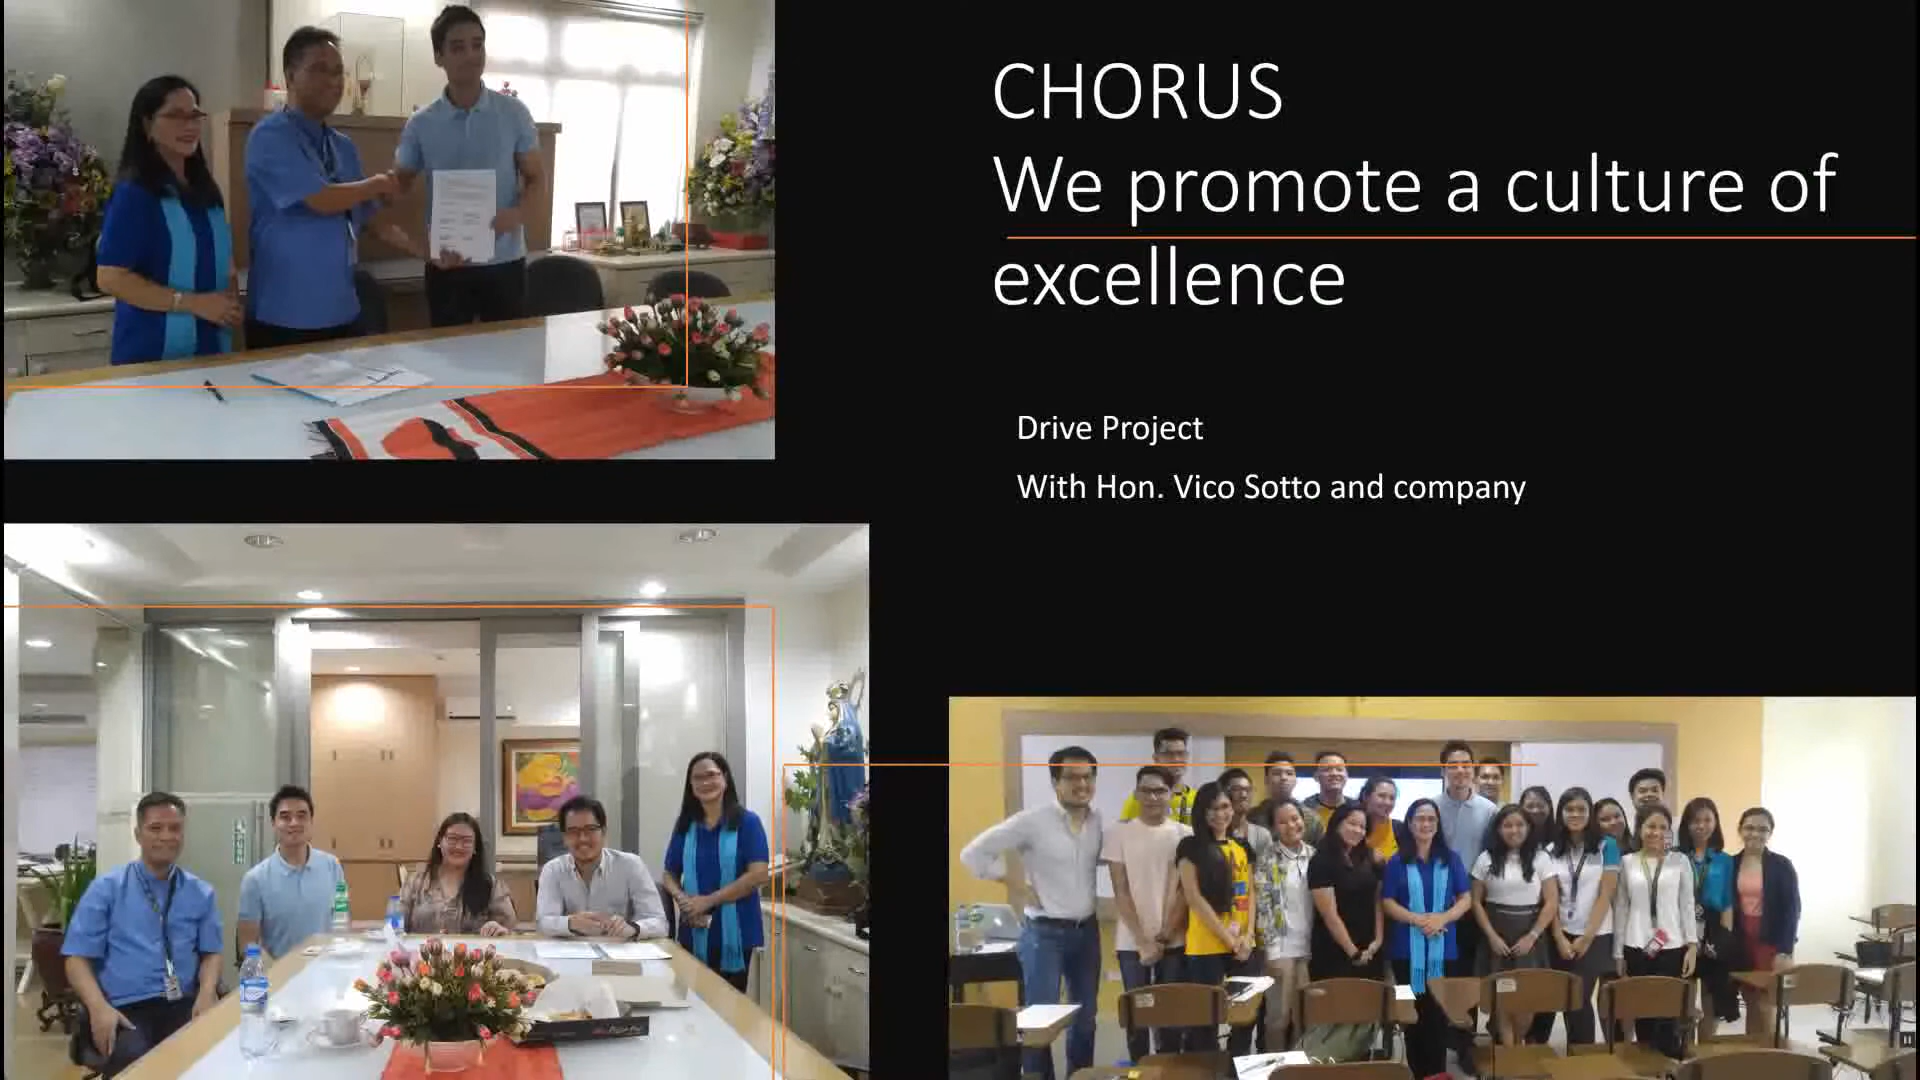 CHORUS
We promote a culture of
excellence
Drive Project
With Hon. Vico Sotto and company